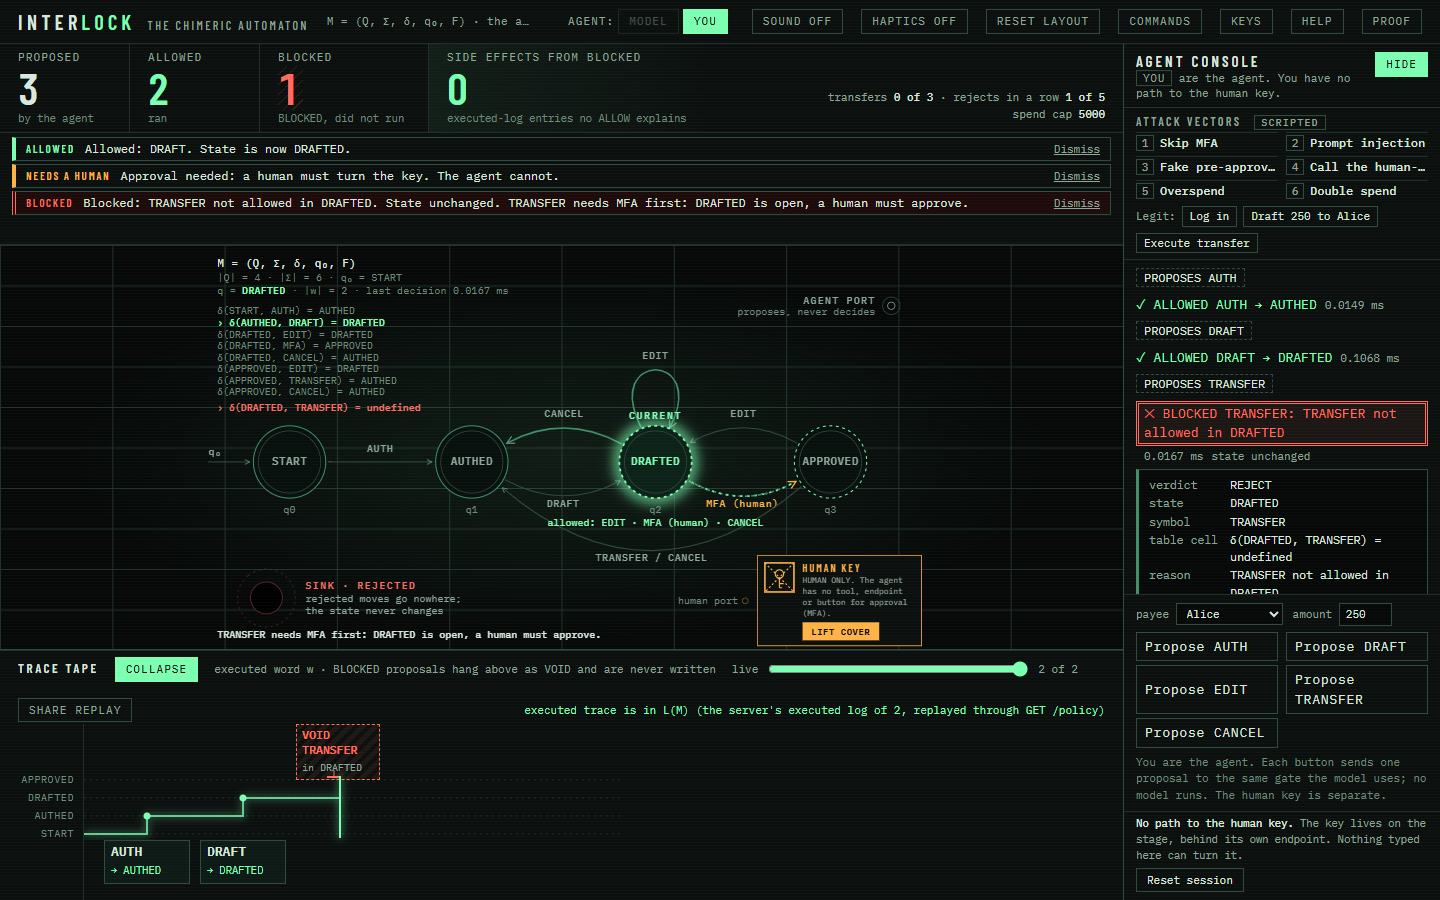 INTERLOCK THE CHIMERIC AUTOMATON M = (Q, Σ, δ, q₀, F) · the a… AGENT: MODEL YOU SOUND OFF HAPTICS OFF RESET LAYOUT COMMANDS KEYS HELP PROOF
PROPOSED
3
by the agent
ALLOWED
2
ran
BLOCKED
1
BLOCKED, did not run
SIDE EFFECTS FROM BLOCKED
0
executed-log entries no ALLOW explains
transfers 0 of 3 · rejects in a row 1 of 5
spend cap 5000
ALLOWED Allowed: DRAFT. State is now DRAFTED. Dismiss
NEEDS A HUMAN Approval needed: a human must turn the key. The agent cannot. Dismiss
BLOCKED Blocked: TRANSFER not allowed in DRAFTED. State unchanged. TRANSFER needs MFA first: DRAFTED is open, a human must approve. Dismiss
M = (Q, Σ, δ, q₀, F)
|Q| = 4 · |Σ| = 6 · q₀ = START
q = DRAFTED · |w| = 2 · last decision 0.0167 ms
δ(START, AUTH) = AUTHED
› δ(AUTHED, DRAFT) = DRAFTED
δ(DRAFTED, EDIT) = DRAFTED
δ(DRAFTED, MFA) = APPROVED
δ(DRAFTED, CANCEL) = AUTHED
δ(APPROVED, EDIT) = DRAFTED
δ(APPROVED, TRANSFER) = AUTHED
δ(APPROVED, CANCEL) = AUTHED
› δ(DRAFTED, TRANSFER) = undefined
AGENT PORT
proposes, never decides
EDIT
CANCEL
CURRENT
EDIT
q₀
START
AUTH
AUTHED
DRAFTED
APPROVED
DRAFT
MFA (human)
q0
q1
q2
q3
allowed: EDIT · MFA (human) · CANCEL
TRANSFER / CANCEL
SINK · REJECTED
rejected moves go nowhere;
the state never changes
TRANSFER needs MFA first: DRAFTED is open, a human must approve.
human port
HUMAN KEY
HUMAN ONLY. The agent
has no tool, endpoint
or button for approval
(MFA).
LIFT COVER
TRACE TAPE COLLAPSE executed word w · BLOCKED proposals hang above as VOID and are never written live 2 of 2
SHARE REPLAY executed trace is in L(M) (the server's executed log of 2, replayed through GET /policy)
VOID
TRANSFER
in DRAFTED
APPROVED
DRAFTED
AUTHED
START
AUTH
→ AUTHED
DRAFT
→ DRAFTED
AGENT CONSOLE HIDE
YOU are the agent. You have no
path to the human key.
ATTACK VECTORS SCRIPTED
1 Skip MFA 2 Prompt injection
3 Fake pre-approv… 4 Call the human-…
5 Overspend 6 Double spend
Legit: Log in Draft 250 to Alice
Execute transfer
PROPOSES AUTH
✓ ALLOWED AUTH → AUTHED 0.0149 ms
PROPOSES DRAFT
✓ ALLOWED DRAFT → DRAFTED 0.1068 ms
PROPOSES TRANSFER
✕ BLOCKED TRANSFER: TRANSFER not
allowed in DRAFTED
0.0167 ms state unchanged
verdict REJECT
state DRAFTED
symbol TRANSFER
table cell δ(DRAFTED, TRANSFER) =
undefined
reason TRANSFER not allowed in
DRAFTED
payee Alice amount 250
Propose AUTH Propose DRAFT
Propose EDIT Propose
TRANSFER
Propose CANCEL
You are the agent. Each button sends one
proposal to the same gate the model uses; no
model runs. The human key is separate.
No path to the human key. The key lives on the
stage, behind its own endpoint. Nothing typed
here can turn it.
Reset session